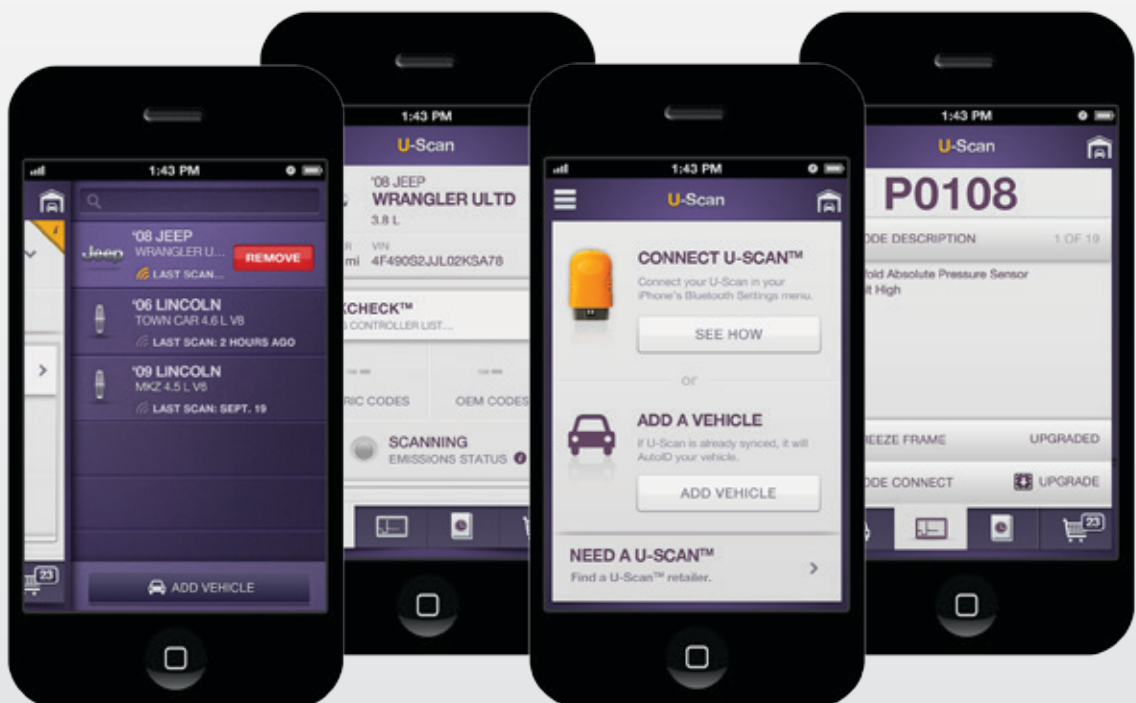 1:43 PM
'08 JEEP
WRANGLER U...
REMOVE
LAST SCAN...
Jeep
'06 LINCOLN
TOWN CAR 4.6 L V8
LAST SCAN: 2 HOURS AGO
'09 LINCOLN
MKZ 4.5 L V8
LAST SCAN: SEPT. 19
23
ADD VEHICLE
1:43 PM
U-Scan
'08 JEEP
WRANGLER ULTD
3.8 L
VIN
mi 4F490S2JJL02KSA78
KCHECK™
CONTROLLER LIST...
RIC CODES
OEM CODES
SCANNING
EMISSIONS STATUS
1:43 PM
U-Scan
CONNECT U-SCAN™
Connect your U-Scan in your
iPhone's Bluetooth Settings menu.
SEE HOW
or
ADD A VEHICLE
If U-Scan is already synced, it will
AutoID your vehicle.
ADD VEHICLE
NEED A U-SCAN™
Find a U-Scan™ retailer.
1:43 PM
U-Scan
P0108
ODE DESCRIPTION
1 OF 19
fold Absolute Pressure Sensor
it High
REEZE FRAME
UPGRADED
ODE CONNECT
UPGRADE
23